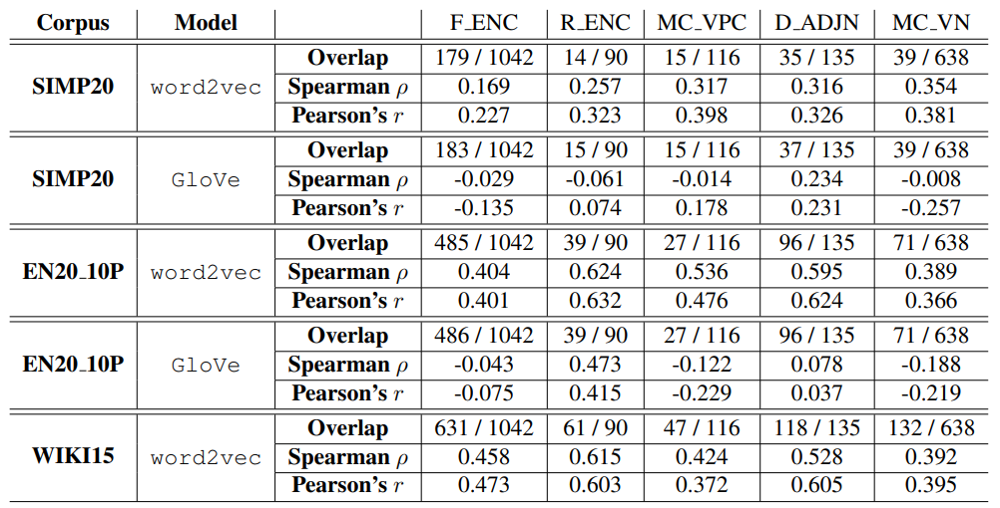 Corpus Model F_ENC R_ENC MC_VPC D_ADJN MC_VN
Overlap 179 / 1042 14 / 90 15 / 116 35 / 135 39 / 638
SIMP20 word2vec Spearman ρ 0.169 0.257 0.317 0.316 0.354
Pearson's r 0.227 0.323 0.398 0.326 0.381
Overlap 183 / 1042 15 / 90 15 / 116 37 / 135 39 / 638
SIMP20 GloVe Spearman ρ -0.029 -0.061 -0.014 0.234 -0.008
Pearson's r -0.135 0.074 0.178 0.231 -0.257
Overlap 485 / 1042 39 / 90 27 / 116 96 / 135 71 / 638
EN20_10P word2vec Spearman ρ 0.404 0.624 0.536 0.595 0.389
Pearson's r 0.401 0.632 0.476 0.624 0.366
Overlap 486 / 1042 39 / 90 27 / 116 96 / 135 71 / 638
EN20_10P GloVe Spearman ρ -0.043 0.473 -0.122 0.078 -0.188
Pearson's r -0.075 0.415 -0.229 0.037 -0.219
Overlap 631 / 1042 61 / 90 47 / 116 118 / 135 132 / 638
WIKI15 word2vec Spearman ρ 0.458 0.615 0.424 0.528 0.392
Pearson's r 0.473 0.603 0.372 0.605 0.395